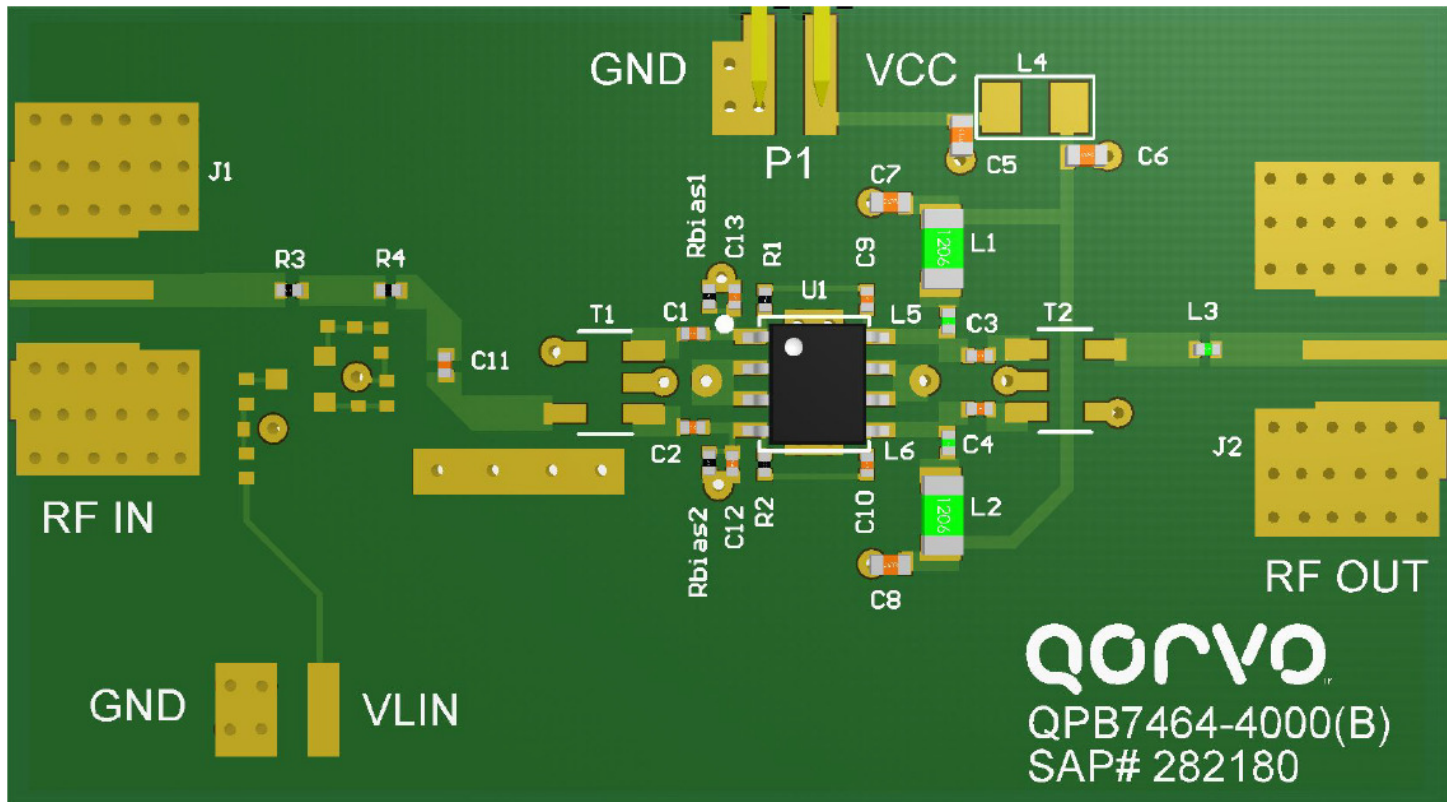 GND
VCC
L4
J1
P1
C5
C6
C7
Rbias1
C13
R1
C9
L1
R3
R4
U1
T1
C1
L5
C3
T2
L3
C11
C2
L6
C4
J2
RF IN
Rbias2
C12
R2
C10
L2
RF OUT
C8
1206
1206
GND
VLIN
QORVO
QPB7464-4000(B)
SAP# 282180